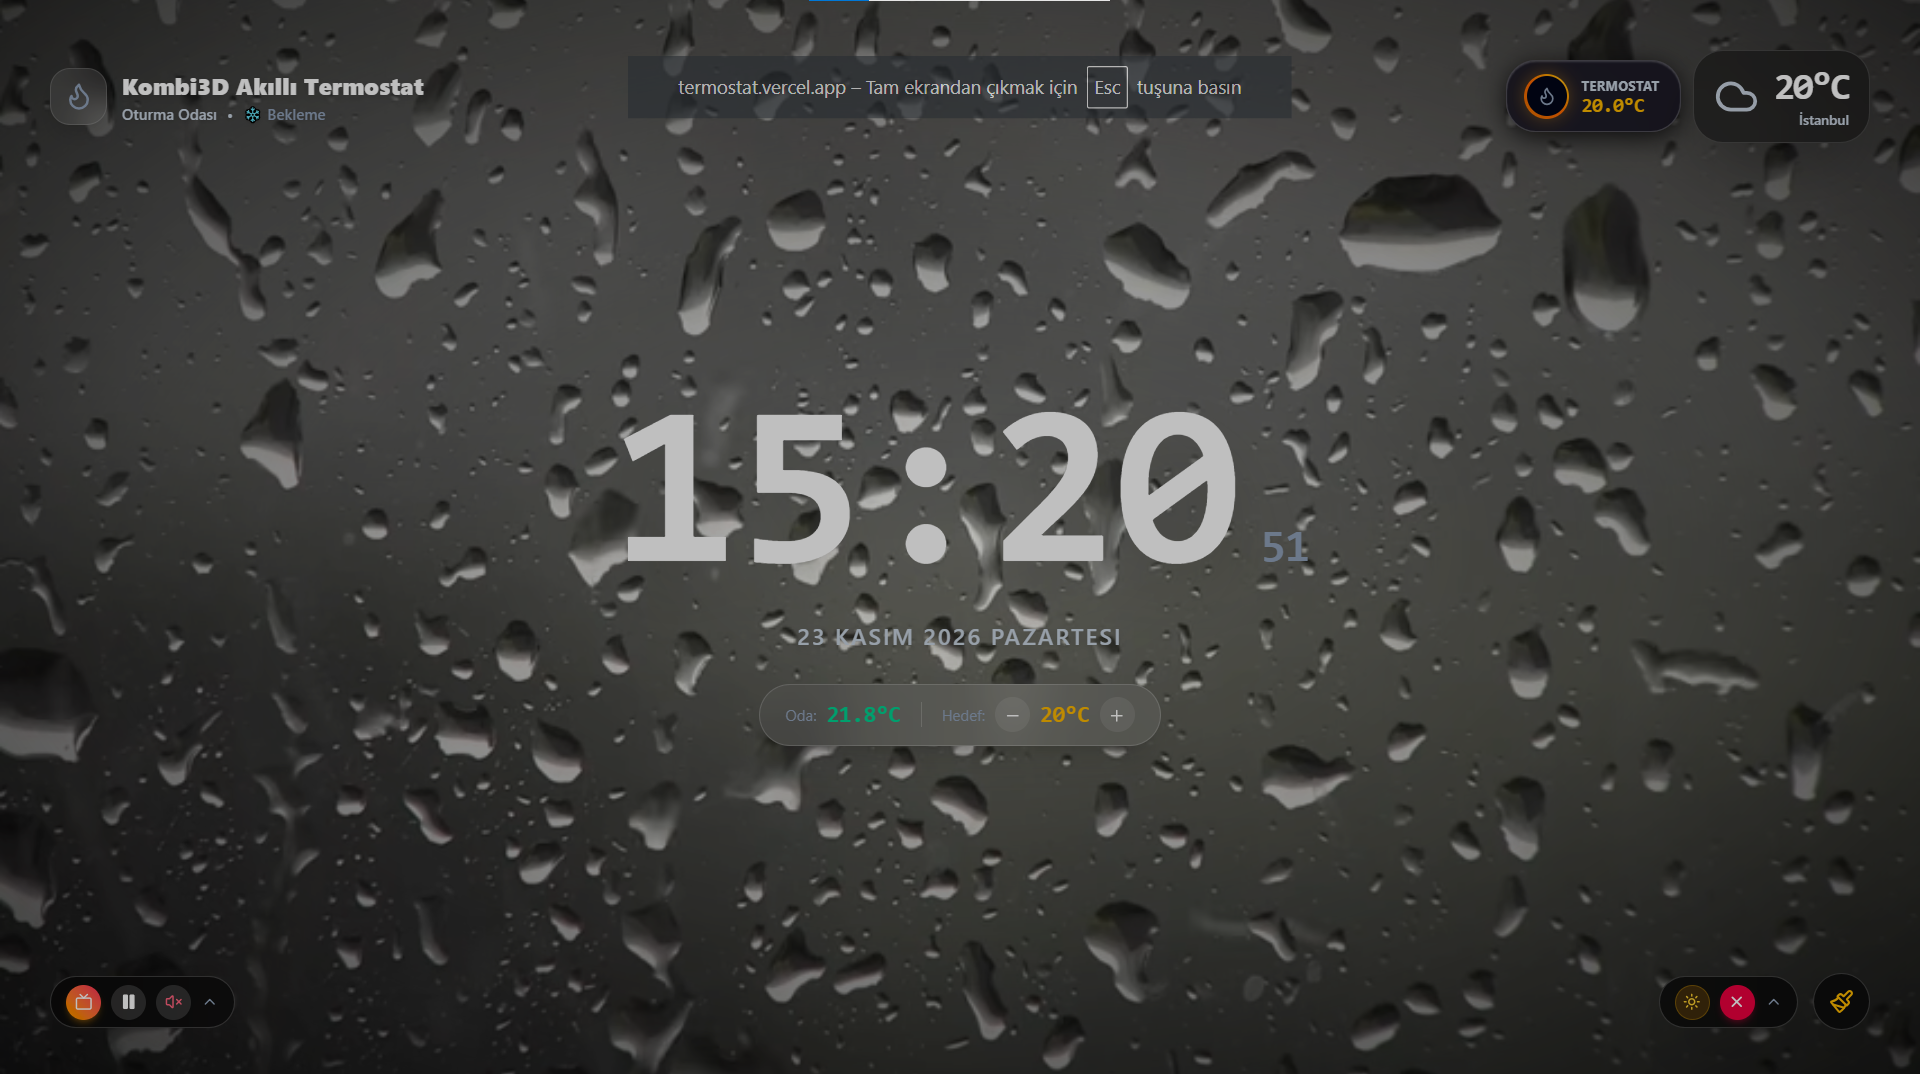 Kombi3D Akıllı Termostat
Oturma Odası • Bekleme
termostat.vercel.app – Tam ekrandan çıkmak için Esc tuşuna basın
TERMOSTAT
20.0°C
20°C
İstanbul
15:20 51
23 KASIM 2026 PAZARTESI
Oda: 21.8°C Hedef: − 20°C +